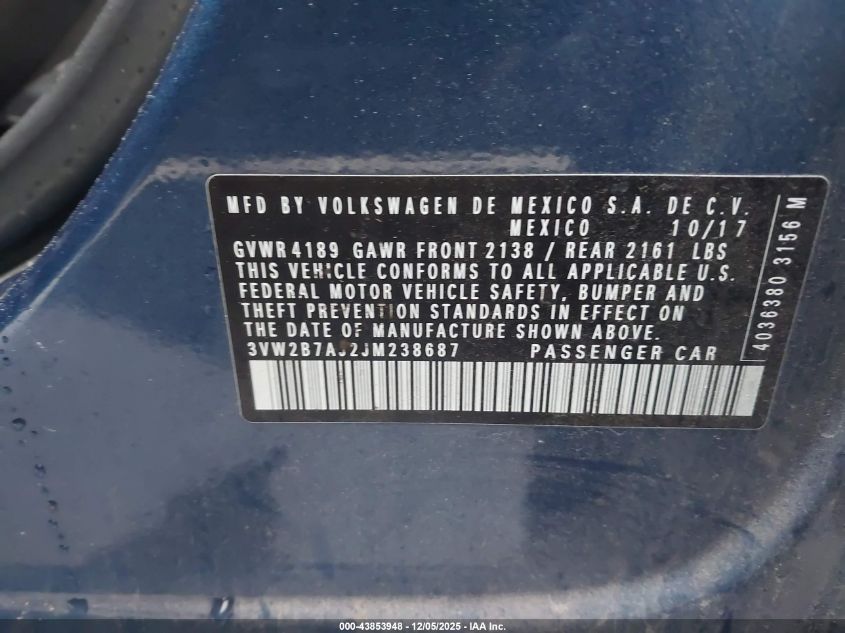 MFD BY VOLKSWAGEN DE MEXICO S.A. DE C.V.
MEXICO 10/17
GVWR 4189 GAWR FRONT 2138 / REAR 2161 LBS
THIS VEHICLE CONFORMS TO ALL APPLICABLE U.S.
FEDERAL MOTOR VEHICLE SAFETY, BUMPER AND
THEFT PREVENTION STANDARDS IN EFFECT ON
THE DATE OF MANUFACTURE SHOWN ABOVE.
3VW2B7AJ2JM238687 PASSENGER CAR
4036380 3156 M
000-43853948 - 12/05/2025 - © IAA Holdings, LLC